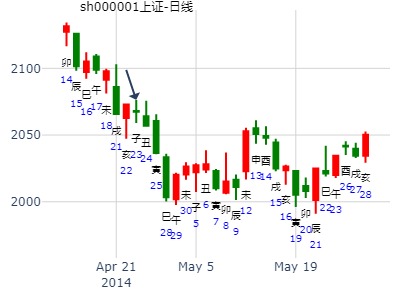 sh000001上证-日线
2100
2050
2000
卯
14
辰
15
巳
16
午
17
未
18
戌
21
亥
22
子
23
丑
24
寅
25
巳
28
午
29
未
30
子
5
丑
6
寅
7
卯
8
辰
9
未
12
申
13
酉
14
戌
15
亥
16
寅
19
卯
20
辰
21
巳
22
午
23
酉
26
戌
27
亥
28
Apr 21
2014
May 5
May 19